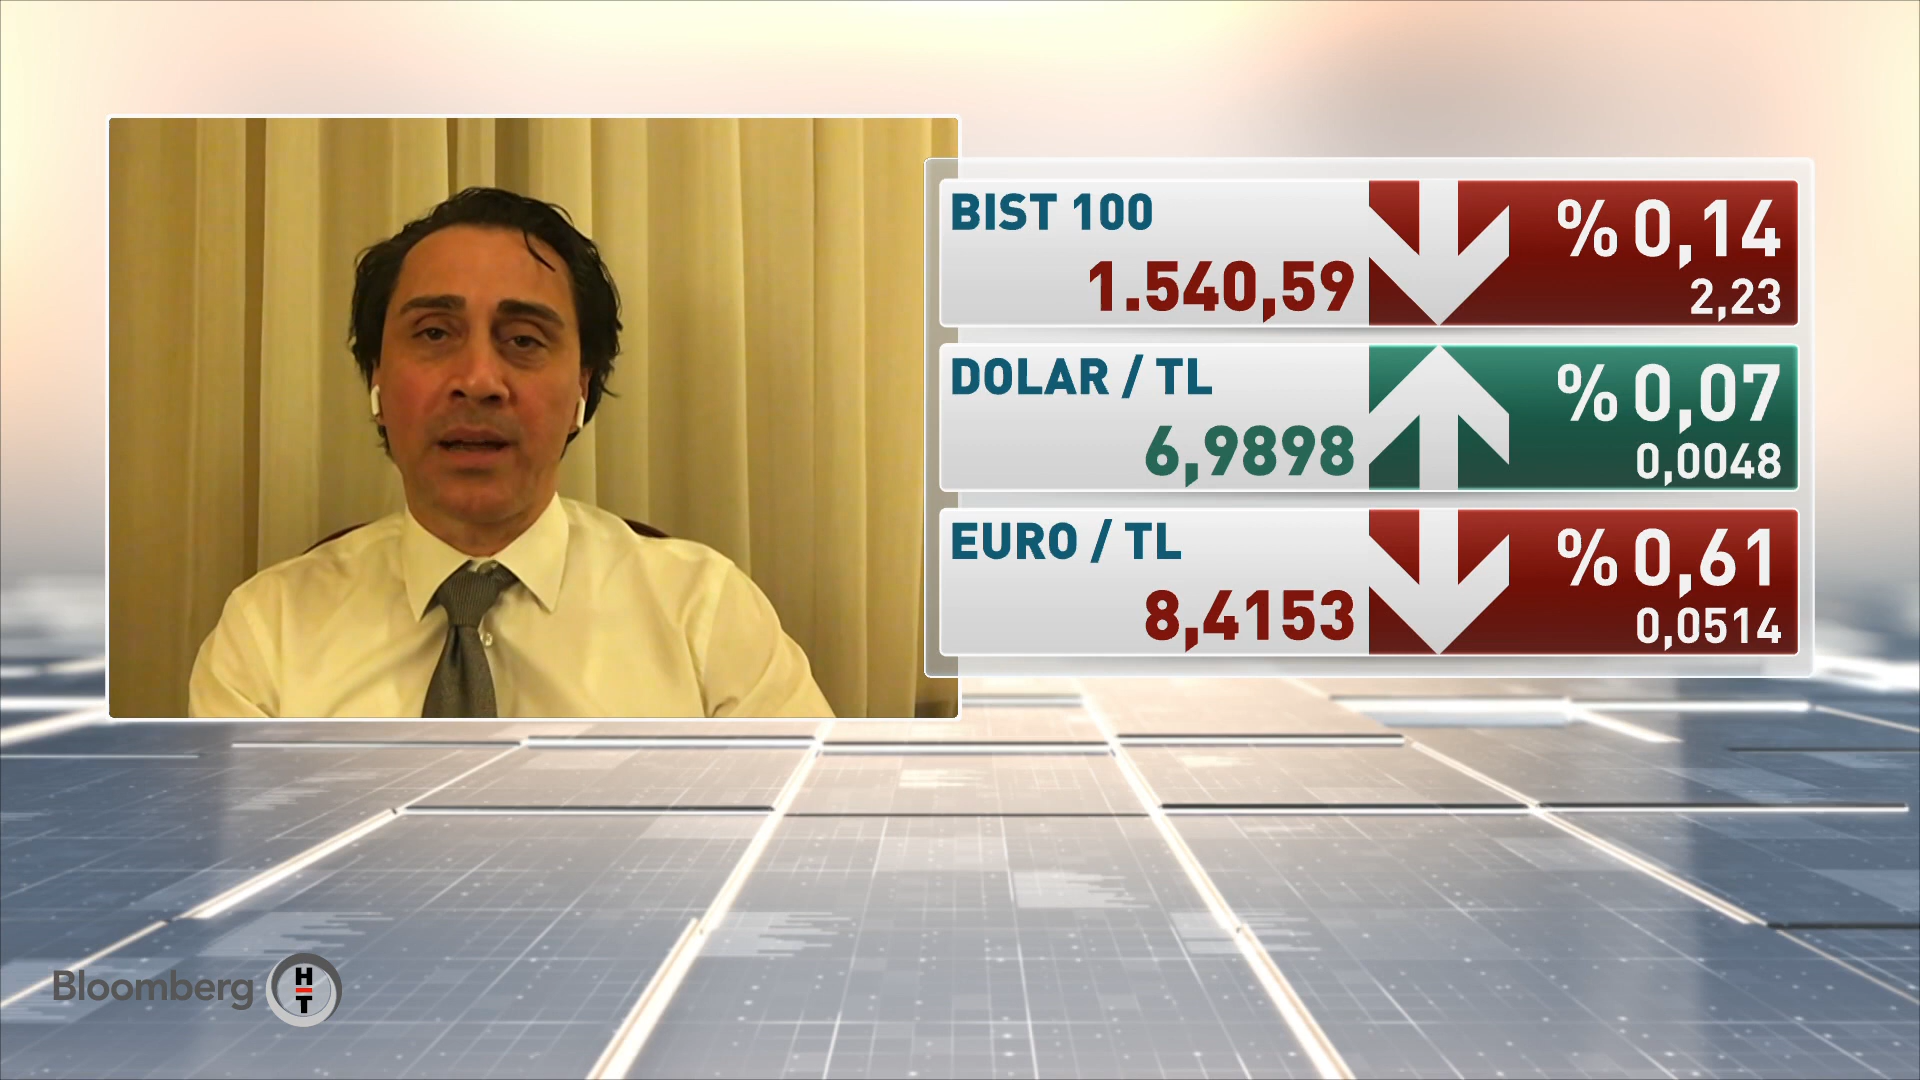 BIST 100
1.540,59
% 0,14
2,23
DOLAR / TL
6,9898
% 0,07
0,0048
EURO / TL
8,4153
% 0,61
0,0514
Bloomberg HT